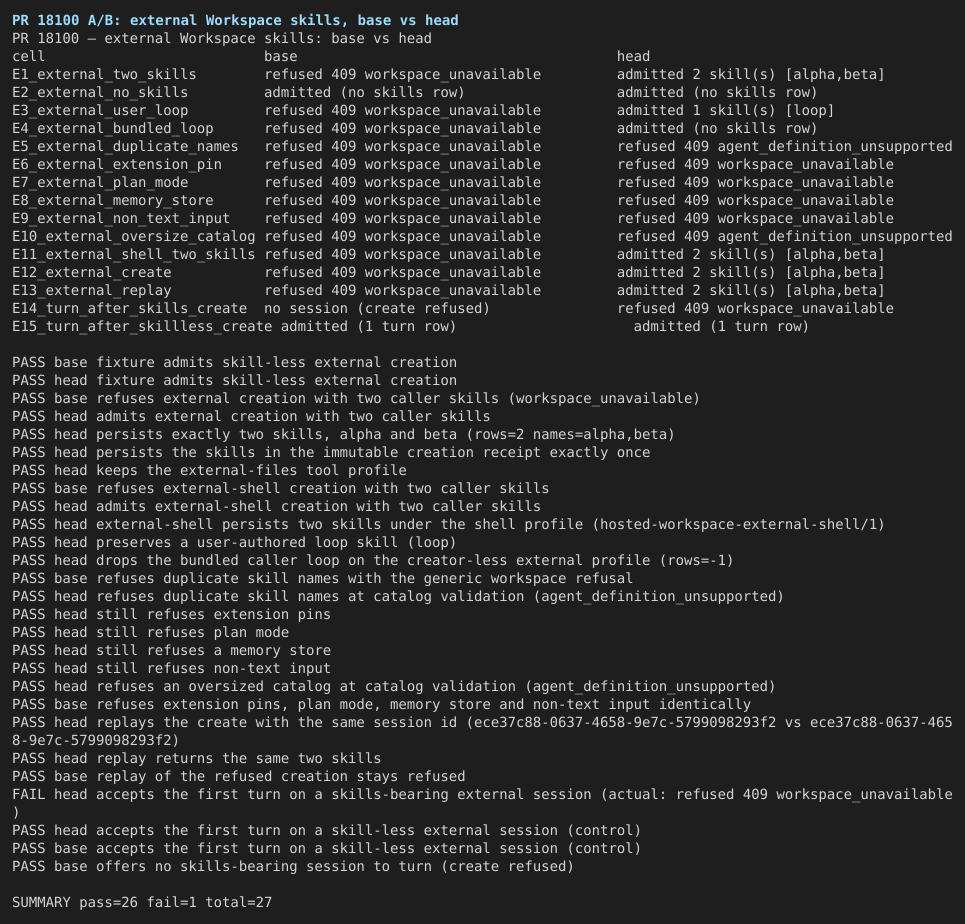 PR 18100 A/B: external Workspace skills, base vs head
PR 18100 — external Workspace skills: base vs head
cell base head
E1_external_two_skills refused 409 workspace_unavailable admitted 2 skill(s) [alpha,beta]
E2_external_no_skills admitted (no skills row) admitted (no skills row)
E3_external_user_loop refused 409 workspace_unavailable admitted 1 skill(s) [loop]
E4_external_bundled_loop refused 409 workspace_unavailable admitted (no skills row)
E5_external_duplicate_names refused 409 workspace_unavailable refused 409 agent_definition_unsupported
E6_external_extension_pin refused 409 workspace_unavailable refused 409 workspace_unavailable
E7_external_plan_mode refused 409 workspace_unavailable refused 409 workspace_unavailable
E8_external_memory_store refused 409 workspace_unavailable refused 409 workspace_unavailable
E9_external_non_text_input refused 409 workspace_unavailable refused 409 workspace_unavailable
E10_external_oversize_catalog refused 409 workspace_unavailable refused 409 agent_definition_unsupported
E11_external_shell_two_skills refused 409 workspace_unavailable admitted 2 skill(s) [alpha,beta]
E12_external_create refused 409 workspace_unavailable admitted 2 skill(s) [alpha,beta]
E13_external_replay refused 409 workspace_unavailable admitted 2 skill(s) [alpha,beta]
E14_turn_after_skills_create no session (create refused) refused 409 workspace_unavailable
E15_turn_after_skillless_create admitted (1 turn row) admitted (1 turn row)
PASS base fixture admits skill-less external creation
PASS head fixture admits skill-less external creation
PASS base refuses external creation with two caller skills (workspace_unavailable)
PASS head admits external creation with two caller skills
PASS head persists exactly two skills, alpha and beta (rows=2 names=alpha,beta)
PASS head persists the skills in the immutable creation receipt exactly once
PASS head keeps the external-files tool profile
PASS base refuses external-shell creation with two caller skills
PASS head admits external-shell creation with two caller skills
PASS head external-shell persists two skills under the shell profile (hosted-workspace-external-shell/1)
PASS head preserves a user-authored loop skill (loop)
PASS head drops the bundled caller loop on the creator-less external profile (rows=-1)
PASS base refuses duplicate skill names with the generic workspace refusal
PASS head refuses duplicate skill names at catalog validation (agent_definition_unsupported)
PASS head still refuses extension pins
PASS head still refuses plan mode
PASS head still refuses a memory store
PASS head still refuses non-text input
PASS head refuses an oversized catalog at catalog validation (agent_definition_unsupported)
PASS base refuses extension pins, plan mode, memory store and non-text input identically
PASS head replays the create with the same session id (ece37c88-0637-4658-9e7c-5799098293f2 vs ece37c88-0637-465
8-9e7c-5799098293f2)
PASS head replay returns the same two skills
PASS base replay of the refused creation stays refused
FAIL head accepts the first turn on a skills-bearing external session (actual: refused 409 workspace_unavailable
)
PASS head accepts the first turn on a skill-less external session (control)
PASS base accepts the first turn on a skill-less external session (control)
PASS base offers no skills-bearing session to turn (create refused)
SUMMARY pass=26 fail=1 total=27